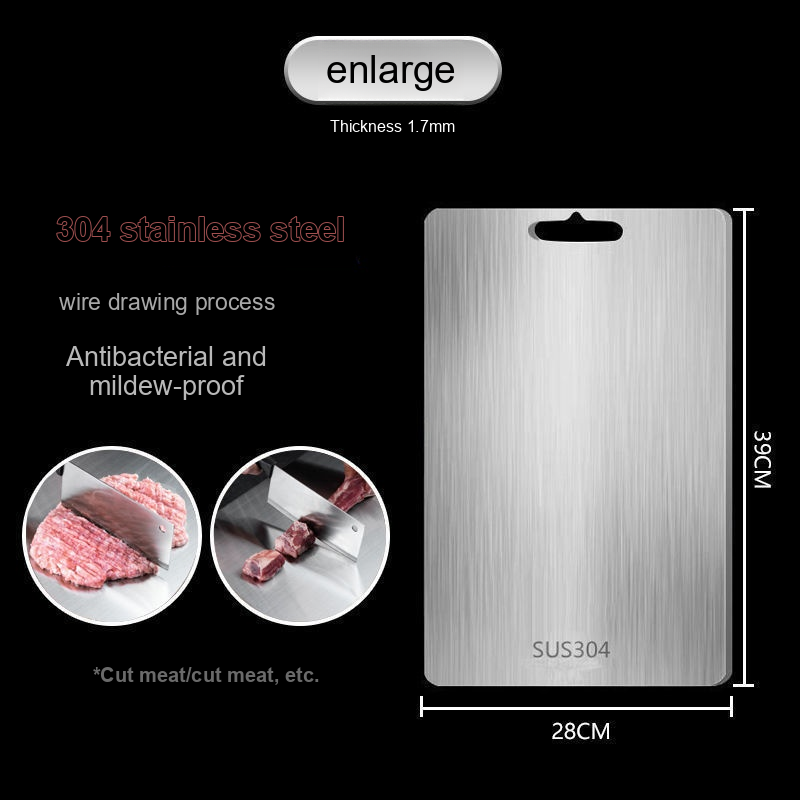 enlarge
Thickness 1.7mm
304 stainless steel
wire drawing process
Antibacterial and
mildew-proof
*Cut meat/cut meat, etc.
SUS304
39CM
28CM